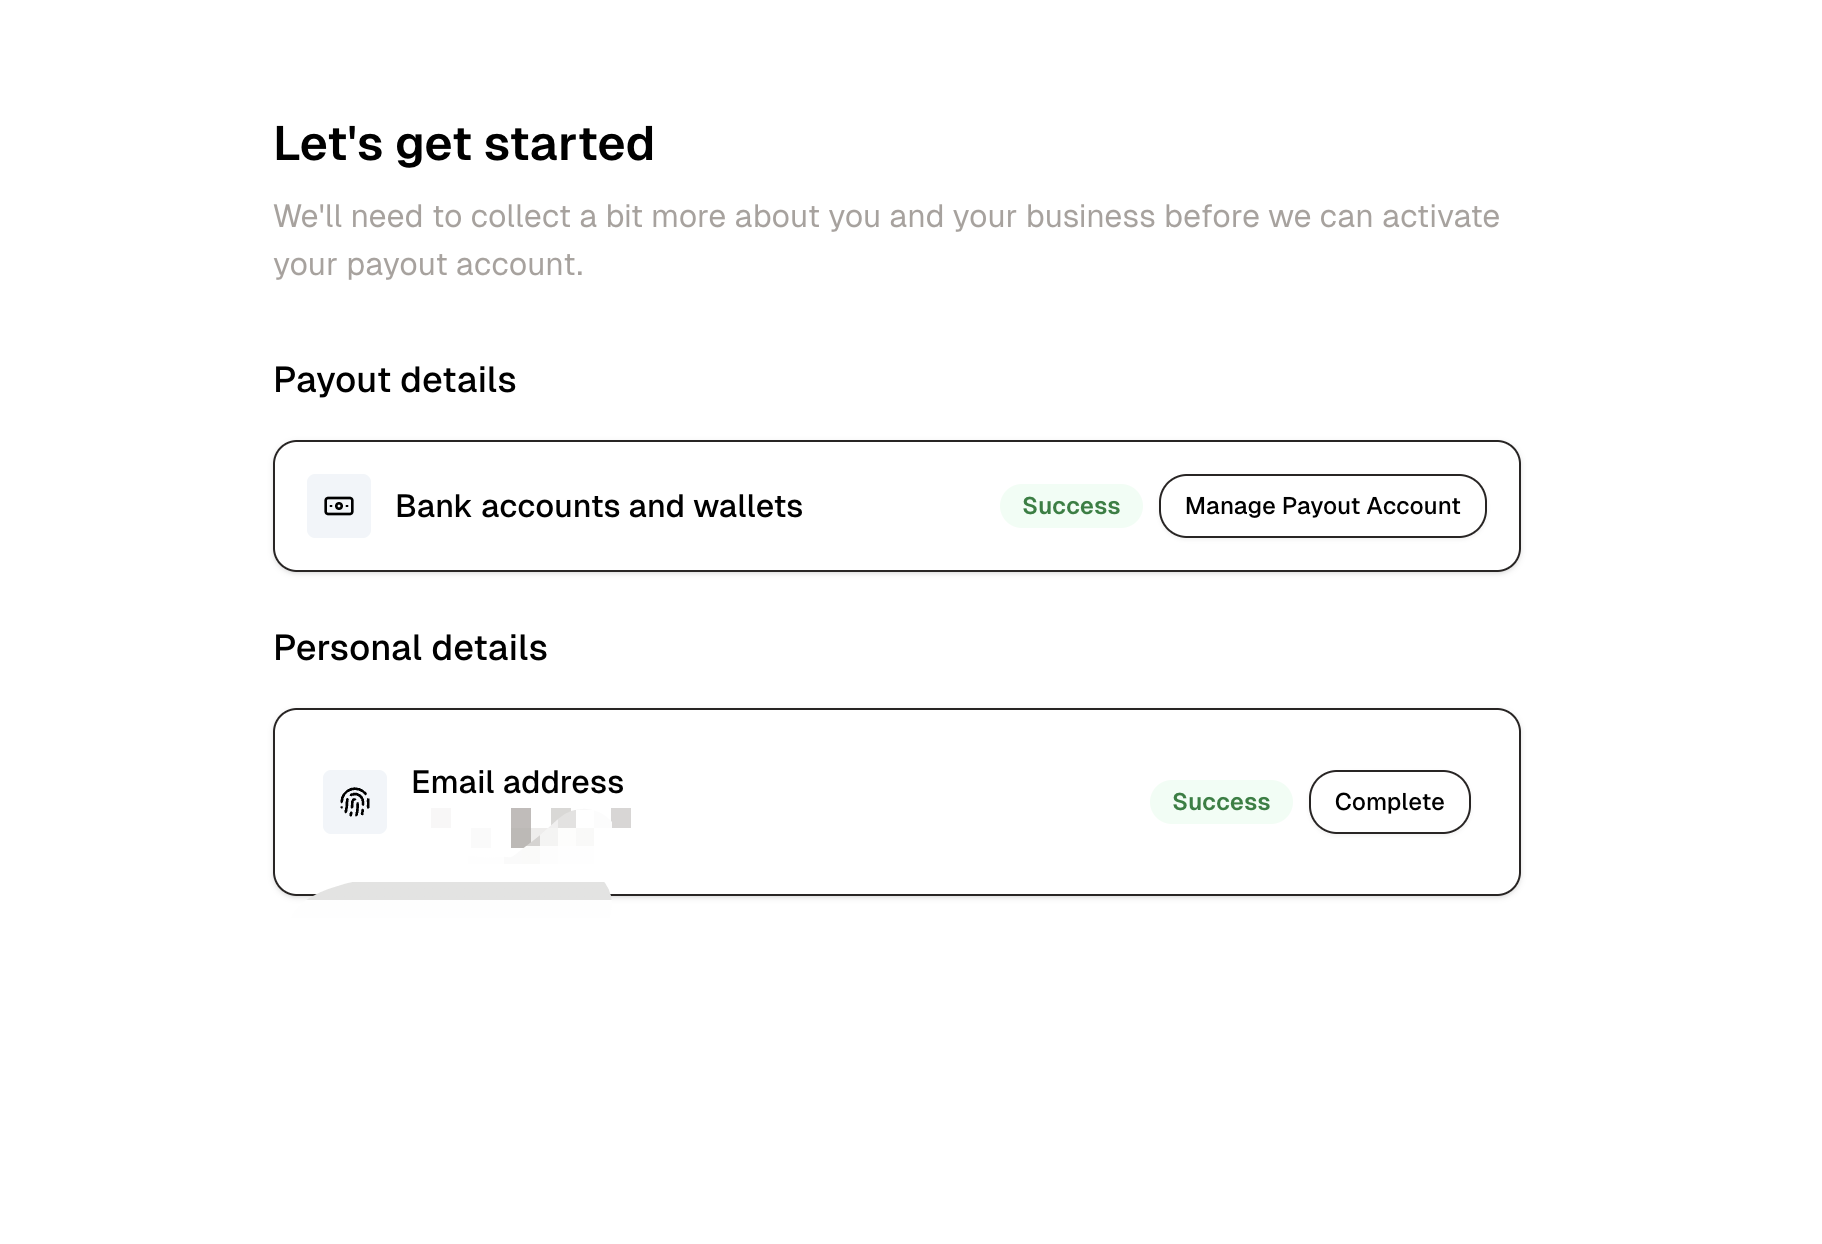 Let's get started
We'll need to collect a bit more about you and your business before we can activate
your payout account.
Payout details
Bank accounts and wallets
Success
Manage Payout Account
Personal details
Email address
Success
Complete